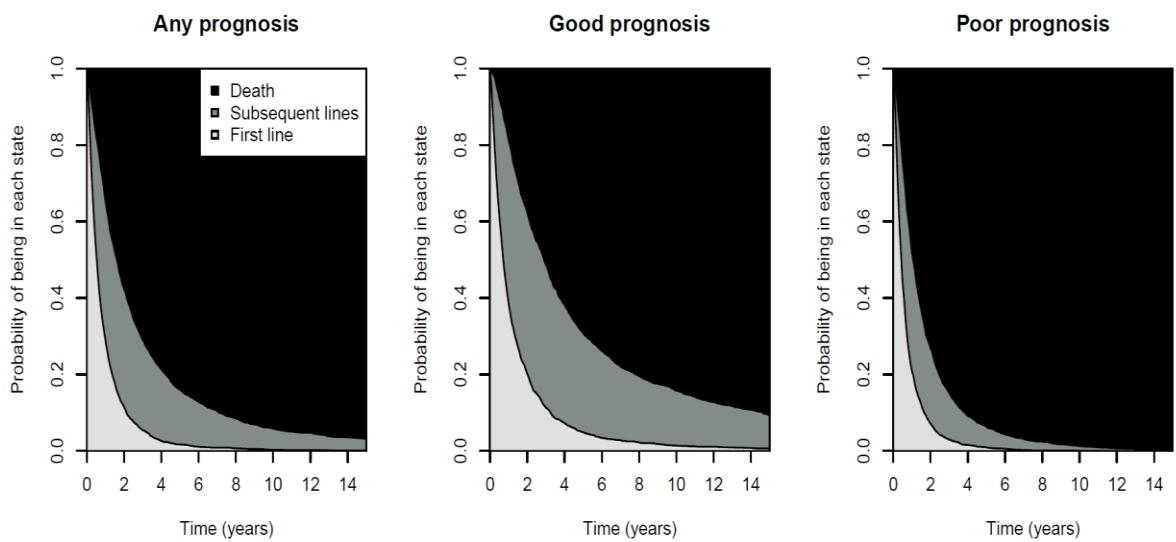 Any prognosis
Probability of being in each state
1.0
0.8
0.6
0.4
0.2
0.0
Death
Subsequent lines
First line
0 2 4 6 8 10 12 14
Time (years)
Good prognosis
Probability of being in each state
1.0
0.8
0.6
0.4
0.2
0.0
0 2 4 6 8 10 12 14
Time (years)
Poor prognosis
Probability of being in each state
1.0
0.8
0.6
0.4
0.2
0.0
0 2 4 6 8 10 12 14
Time (years)